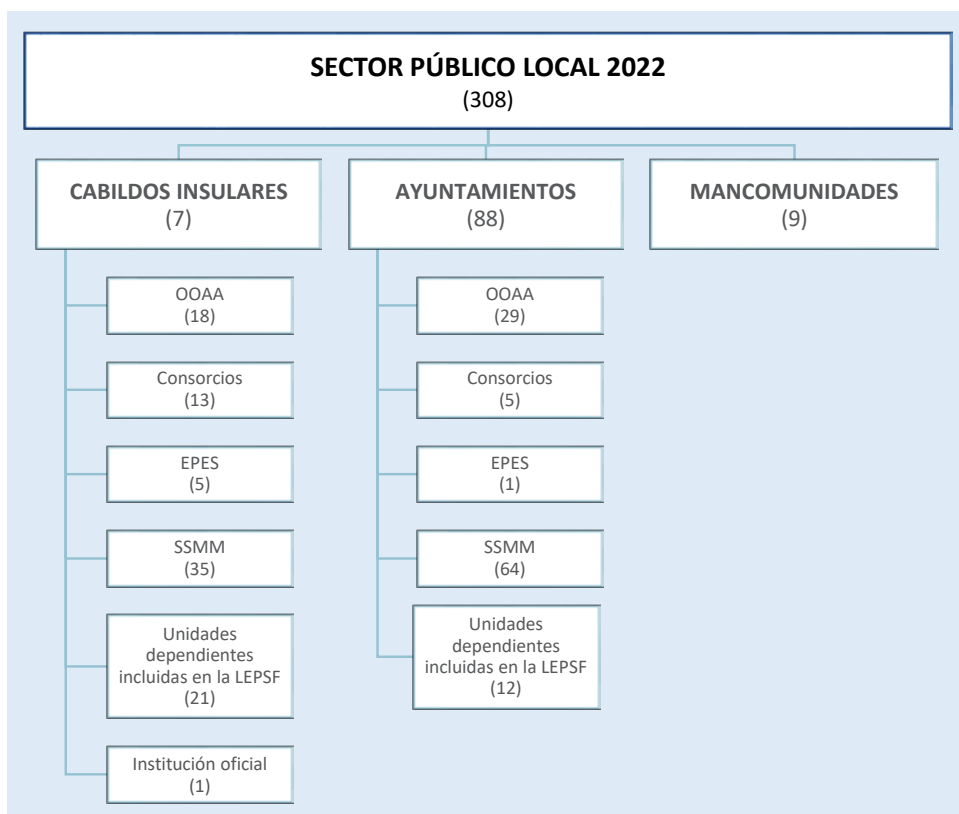 SECTOR PÚBLICO LOCAL 2022
(308)
CABILDOS INSULARES
(7)
OOAA
(18)
Consorcios
(13)
EPES
(5)
SSMM
(35)
Unidades
dependientes
incluidas en la LEPSF
(21)
Institución oficial
(1)
AYUNTAMIENTOS
(88)
OOAA
(29)
Consorcios
(5)
EPES
(1)
SSMM
(64)
Unidades
dependientes
incluidas en la LEPSF
(12)
MANCOMUNIDADES
(9)